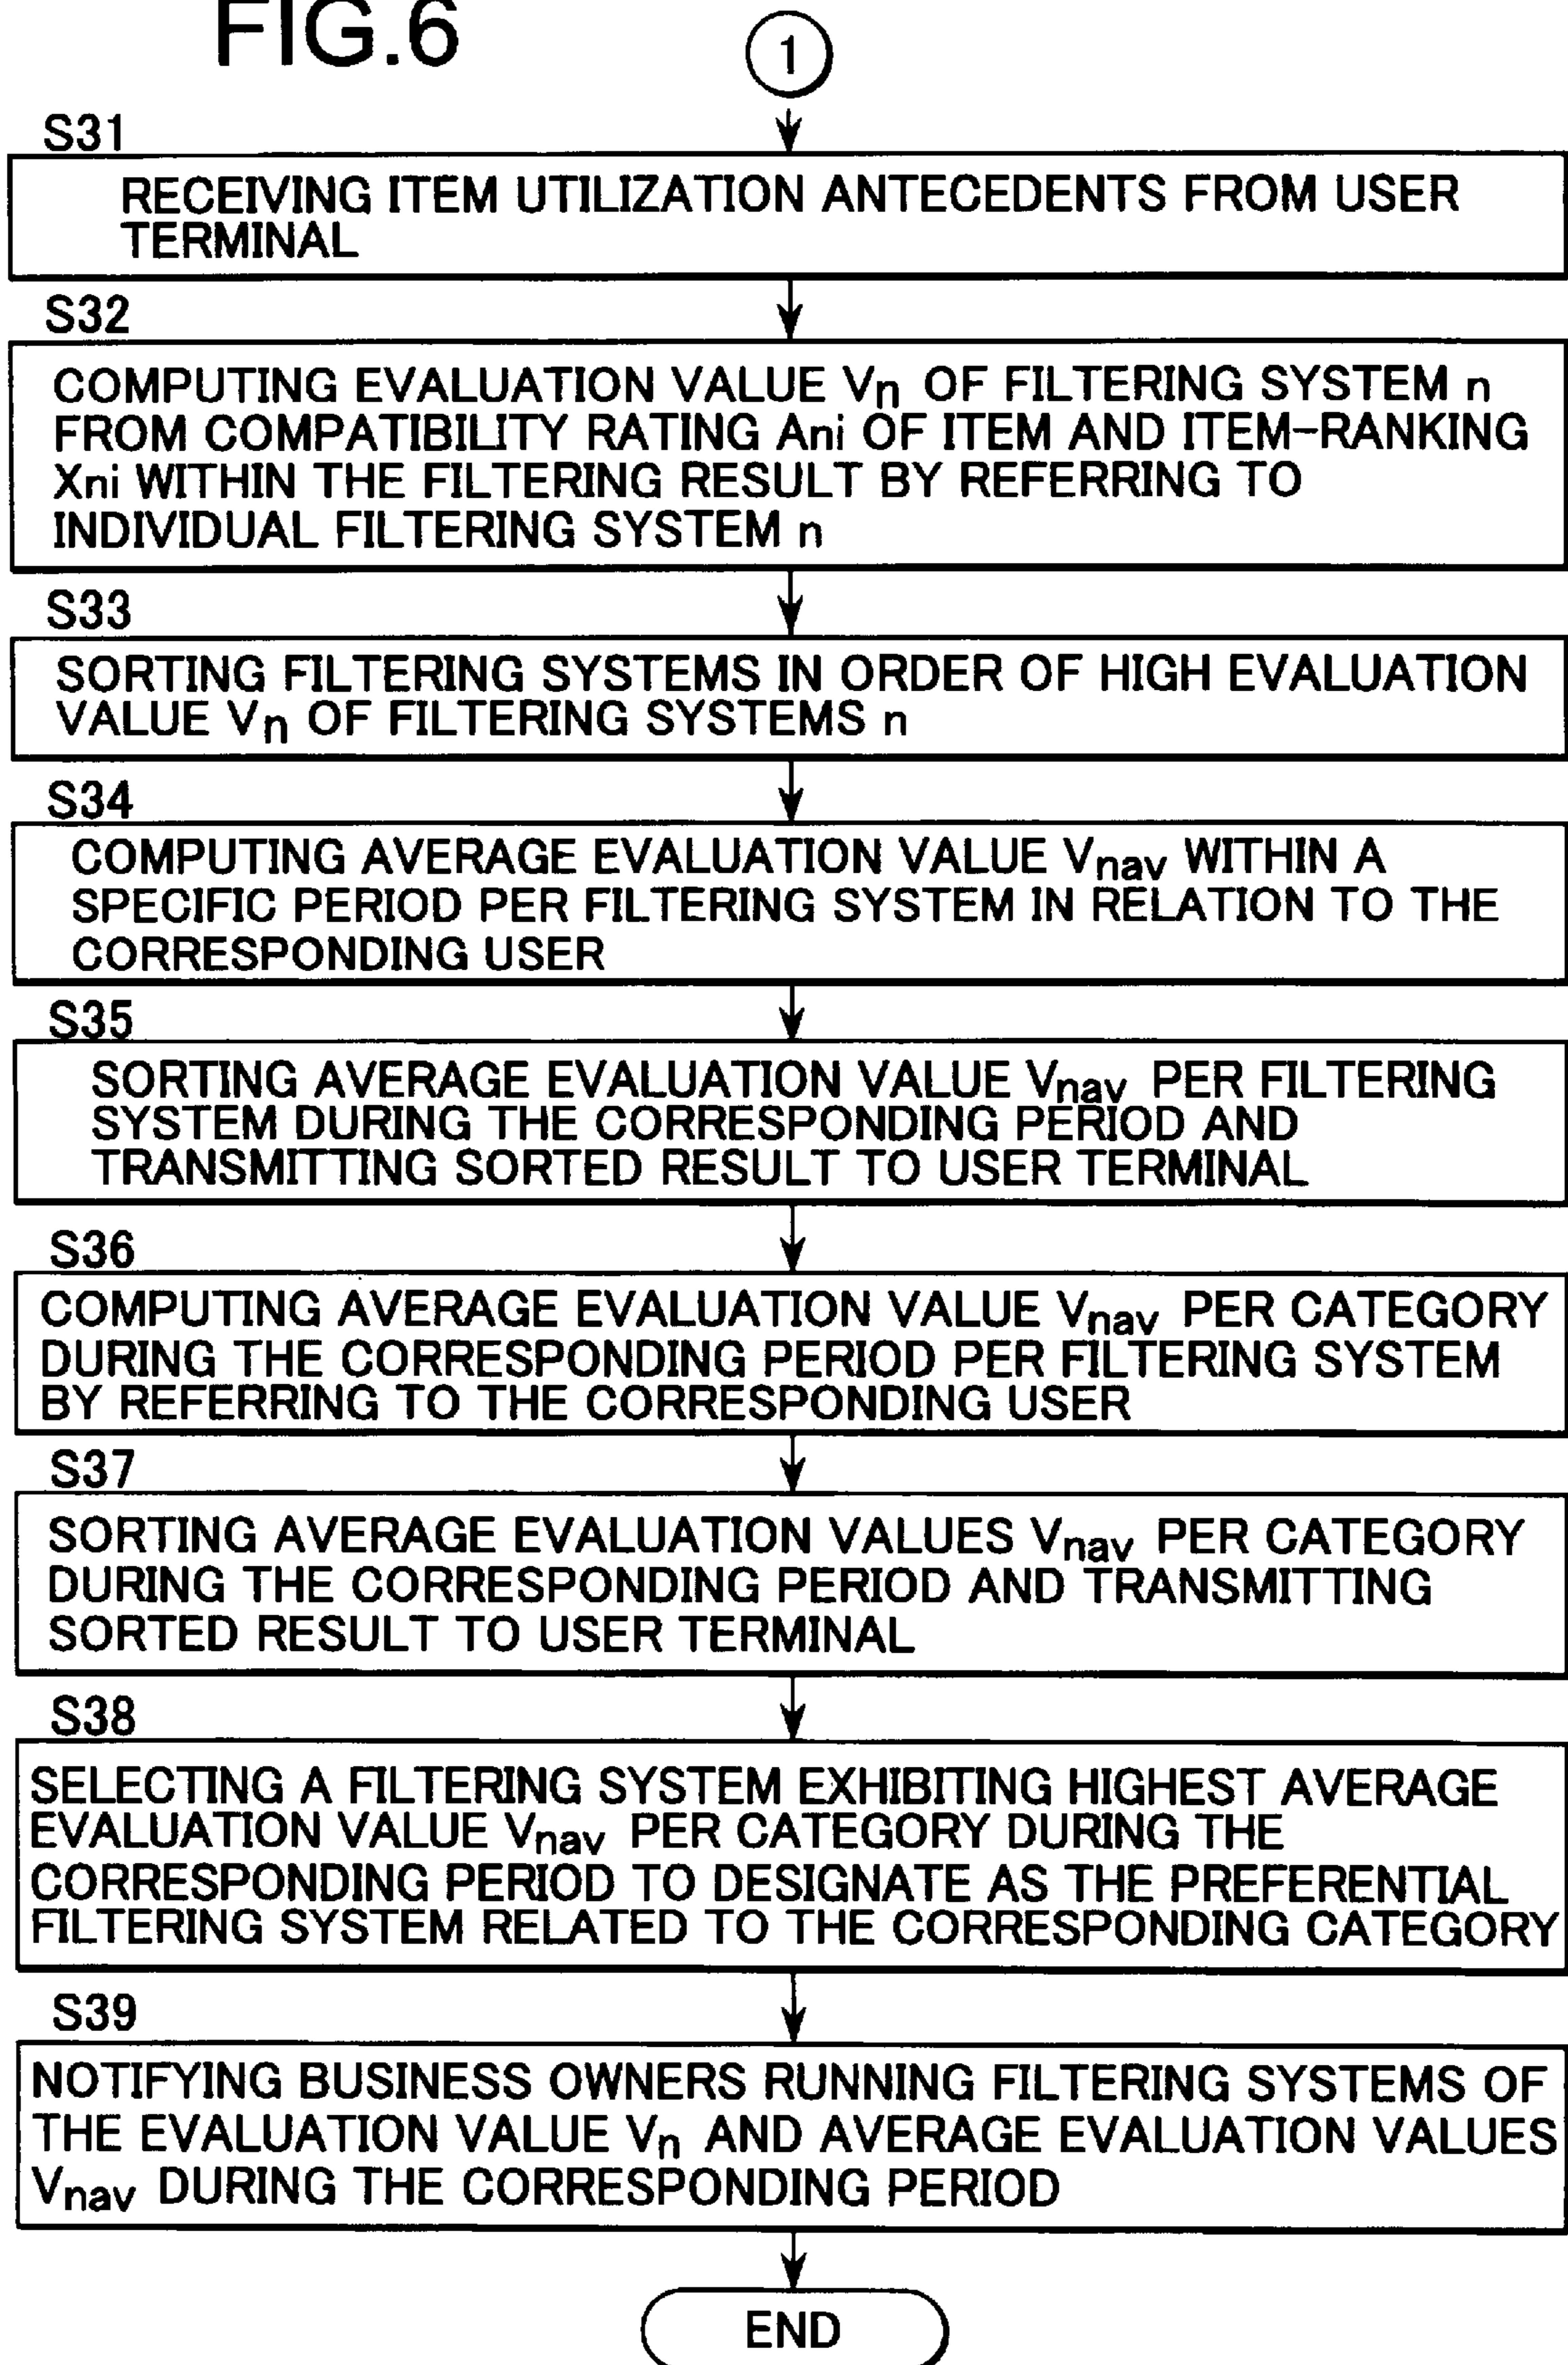 FIG.6
1
S31
RECEIVING ITEM UTILIZATION ANTECEDENTS FROM USER
TERMINAL
S32
COMPUTING EVALUATION VALUE Vn OF FILTERING SYSTEM n
FROM COMPATIBILITY RATING Ani OF ITEM AND ITEM-RANKING
Xni WITHIN THE FILTERING RESULT BY REFERRING TO
INDIVIDUAL FILTERING SYSTEM n
S33
SORTING FILTERING SYSTEMS IN ORDER OF HIGH EVALUATION
VALUE Vn OF FILTERING SYSTEMS n
S34
COMPUTING AVERAGE EVALUATION VALUE Vnav WITHIN A
SPECIFIC PERIOD PER FILTERING SYSTEM IN RELATION TO THE
CORRESPONDING USER
S35
SORTING AVERAGE EVALUATION VALUE Vnav PER FILTERING
SYSTEM DURING THE CORRESPONDING PERIOD AND
TRANSMITTING SORTED RESULT TO USER TERMINAL
S36
COMPUTING AVERAGE EVALUATION VALUE Vnav PER CATEGORY
DURING THE CORRESPONDING PERIOD PER FILTERING SYSTEM
BY REFERRING TO THE CORRESPONDING USER
S37
SORTING AVERAGE EVALUATION VALUES Vnav PER CATEGORY
DURING THE CORRESPONDING PERIOD AND TRANSMITTING
SORTED RESULT TO USER TERMINAL
S38
SELECTING A FILTERING SYSTEM EXHIBITING HIGHEST AVERAGE
EVALUATION VALUE Vnav PER CATEGORY DURING THE
CORRESPONDING PERIOD TO DESIGNATE AS THE PREFERENTIAL
FILTERING SYSTEM RELATED TO THE CORRESPONDING CATEGORY
S39
NOTIFYING BUSINESS OWNERS RUNNING FILTERING SYSTEMS OF
THE EVALUATION VALUE Vn AND AVERAGE EVALUATION VALUES
Vnav DURING THE CORRESPONDING PERIOD
END